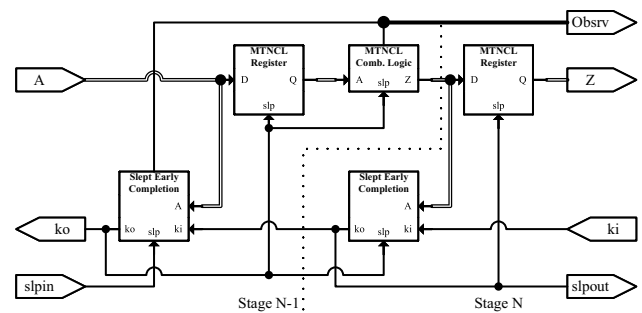 Obsrv
MTNCL
Register
D
Q
slp
MTNCL
Comb. Logic
A
Z
slp
MTNCL
Register
D
Q
slp
A
Z
Slept Early
Completion
A
ko
slp
ki
Slept Early
Completion
A
ko
slp
ki
ko
ki
slpin
slpout
Stage N-1
Stage N